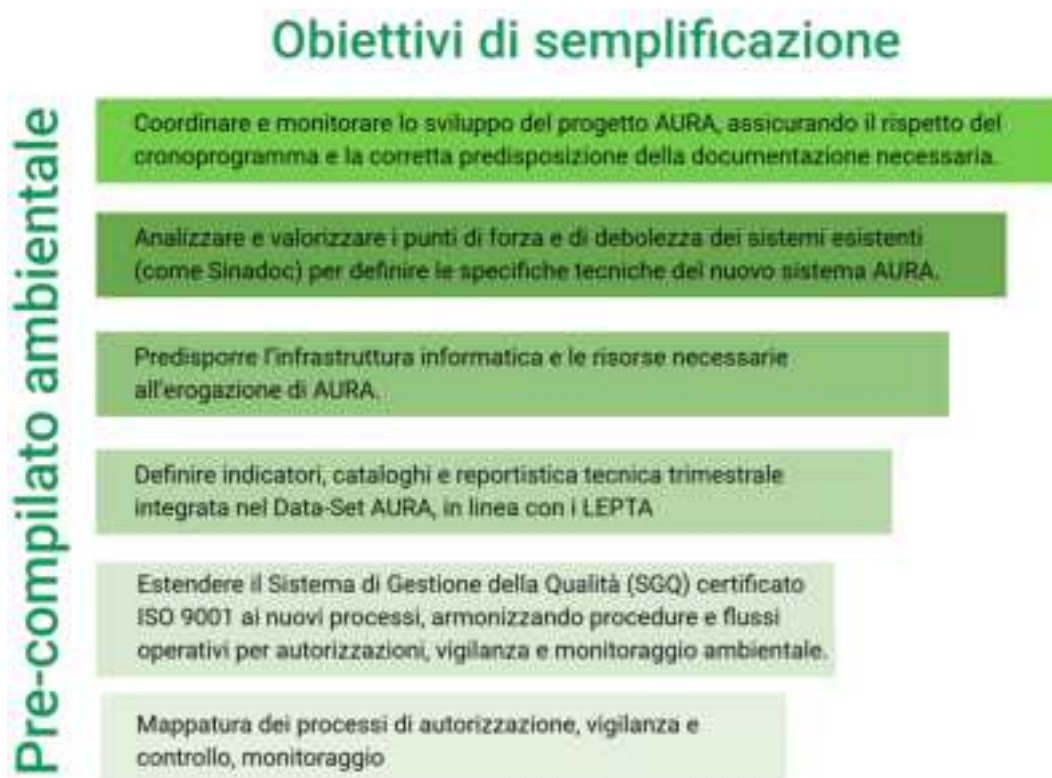 Obiettivi di semplificazione
Pre-compilato ambientale
Coordinare e monitorare lo sviluppo del progetto AURA, assicurando il rispetto del
cronoprogramma e la corretta predisposizione della documentazione necessaria.
Analizzare e valorizzare i punti di forza e di debolezza dei sistemi esistenti
(come Sinadoc) per definire le specifiche tecniche del nuovo sistema AURA.
Predisporre l'infrastruttura informatica e le risorse necessarie
all'erogazione di AURA.
Definire indicatori, cataloghi e reportistica tecnica trimestrale
integrata nel Data-Set AURA, in linea con i LEPTA
Estendere il Sistema di Gestione della Qualità (SGQ) certificato
ISO 9001 ai nuovi processi, armonizzando procedure e flussi
operativi per autorizzazioni, vigilanza e monitoraggio ambientale.
Mappatura dei processi di autorizzazione, vigilanza e
controllo, monitoraggio